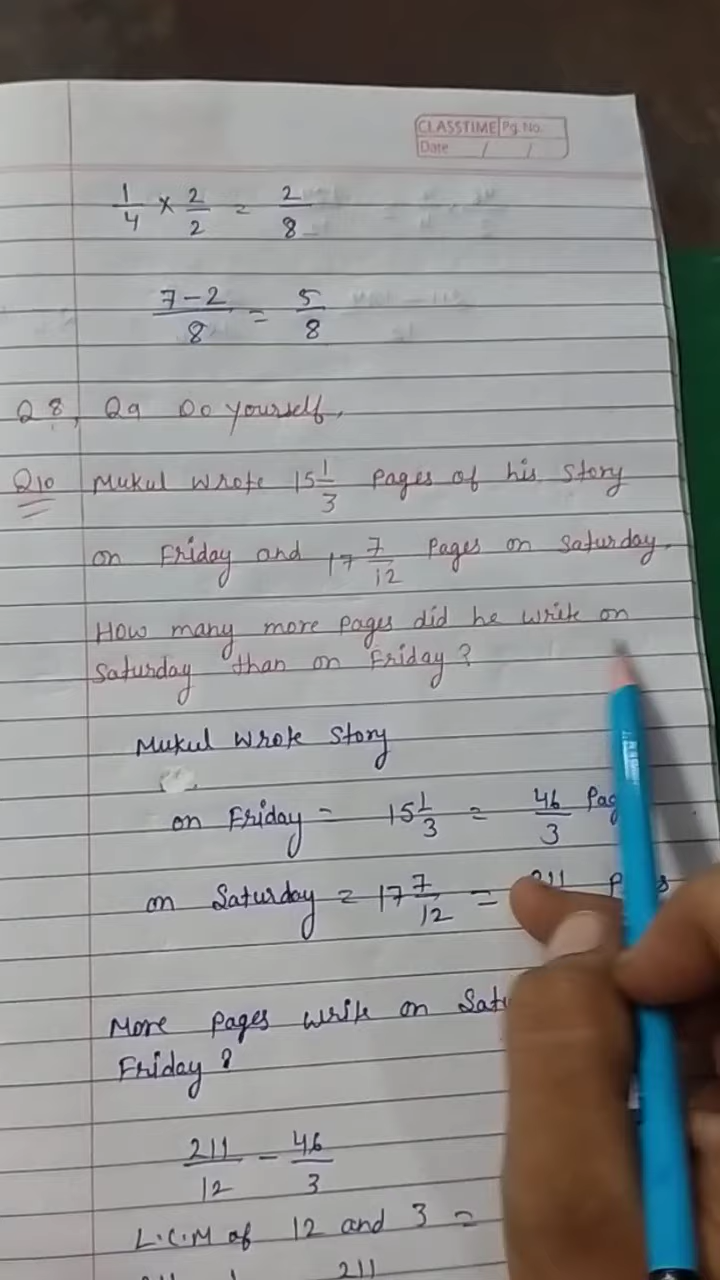 CLASSTIME Pg. No.
Date / /
1/4 × 2/2 = 2/8
7-2/8 = 5/8
Q8, Q9 Do yourself,
Q10 Mukul wrote 15 1/3 Pages of his story
on Friday and 17 7/12 Pages on Saturday.
How many more pages did he write on
Saturday than on Friday?
Mukul wrote story
on Friday - 15 1/3 = 46/3
on Saturday = 17 7/12 =
More pages write on
Friday?
211/12 - 46/3
L.C.M of 12 and 3 =
211